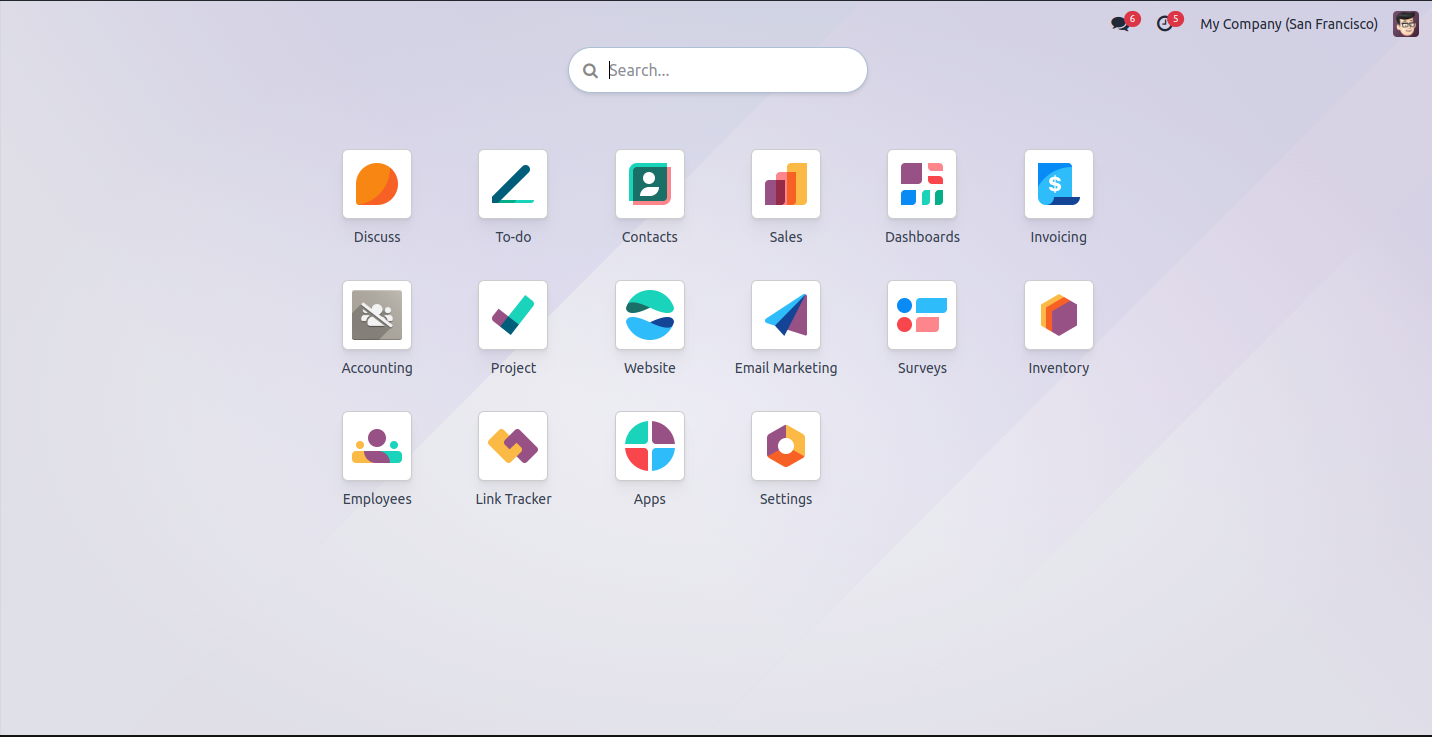 6 5 My Company (San Francisco)
Search...
Discuss To-do Contacts Sales Dashboards Invoicing
$
Accounting Project Website Email Marketing Surveys Inventory
Employees Link Tracker Apps Settings